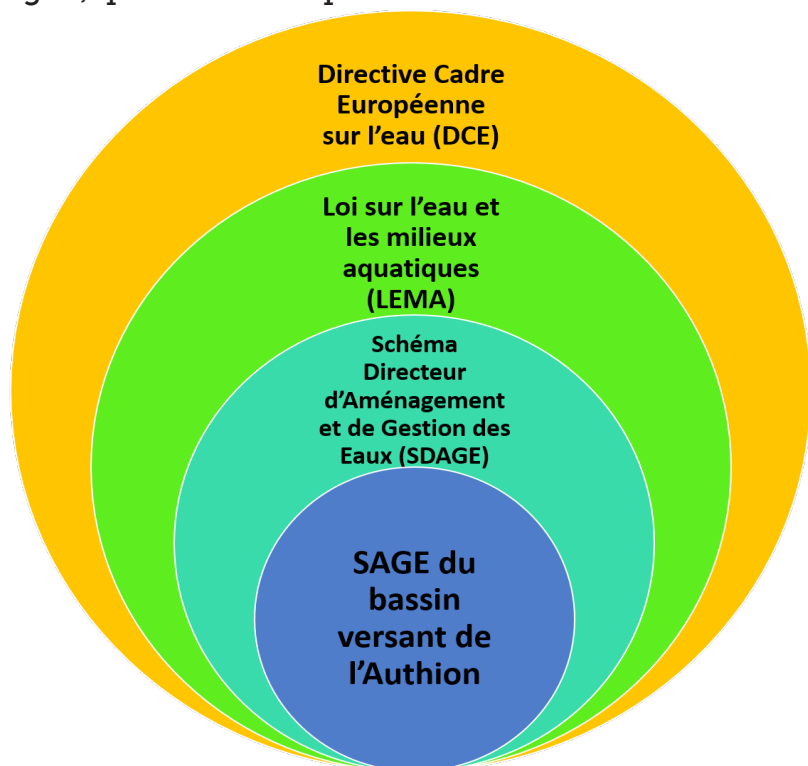 Directive Cadre
Européenne
sur l’eau (DCE)
Loi sur l’eau et
les milieux
aquatiques
(LEMA)
Schéma
Directeur
d’Aménagement
et de Gestion des
Eaux (SDAGE)
SAGE du
bassin
versant de
l’Authion